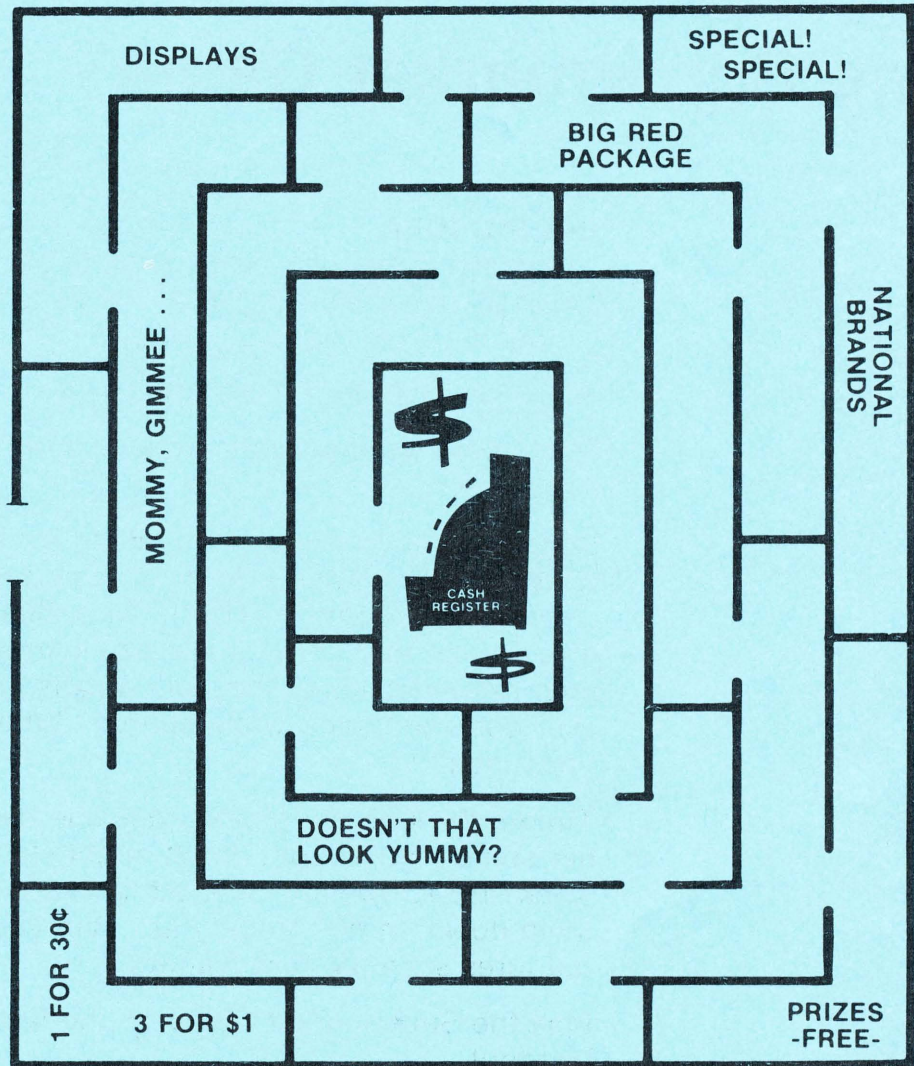 DISPLAYS
SPECIAL!
SPECIAL!
BIG RED
PACKAGE
MOMMY, GIMMEE . . .
NATIONAL
BRANDS
$
CASH
REGISTER
$
DOESN'T THAT
LOOK YUMMY?
1 FOR 30¢
3 FOR $1
PRIZES
-FREE-